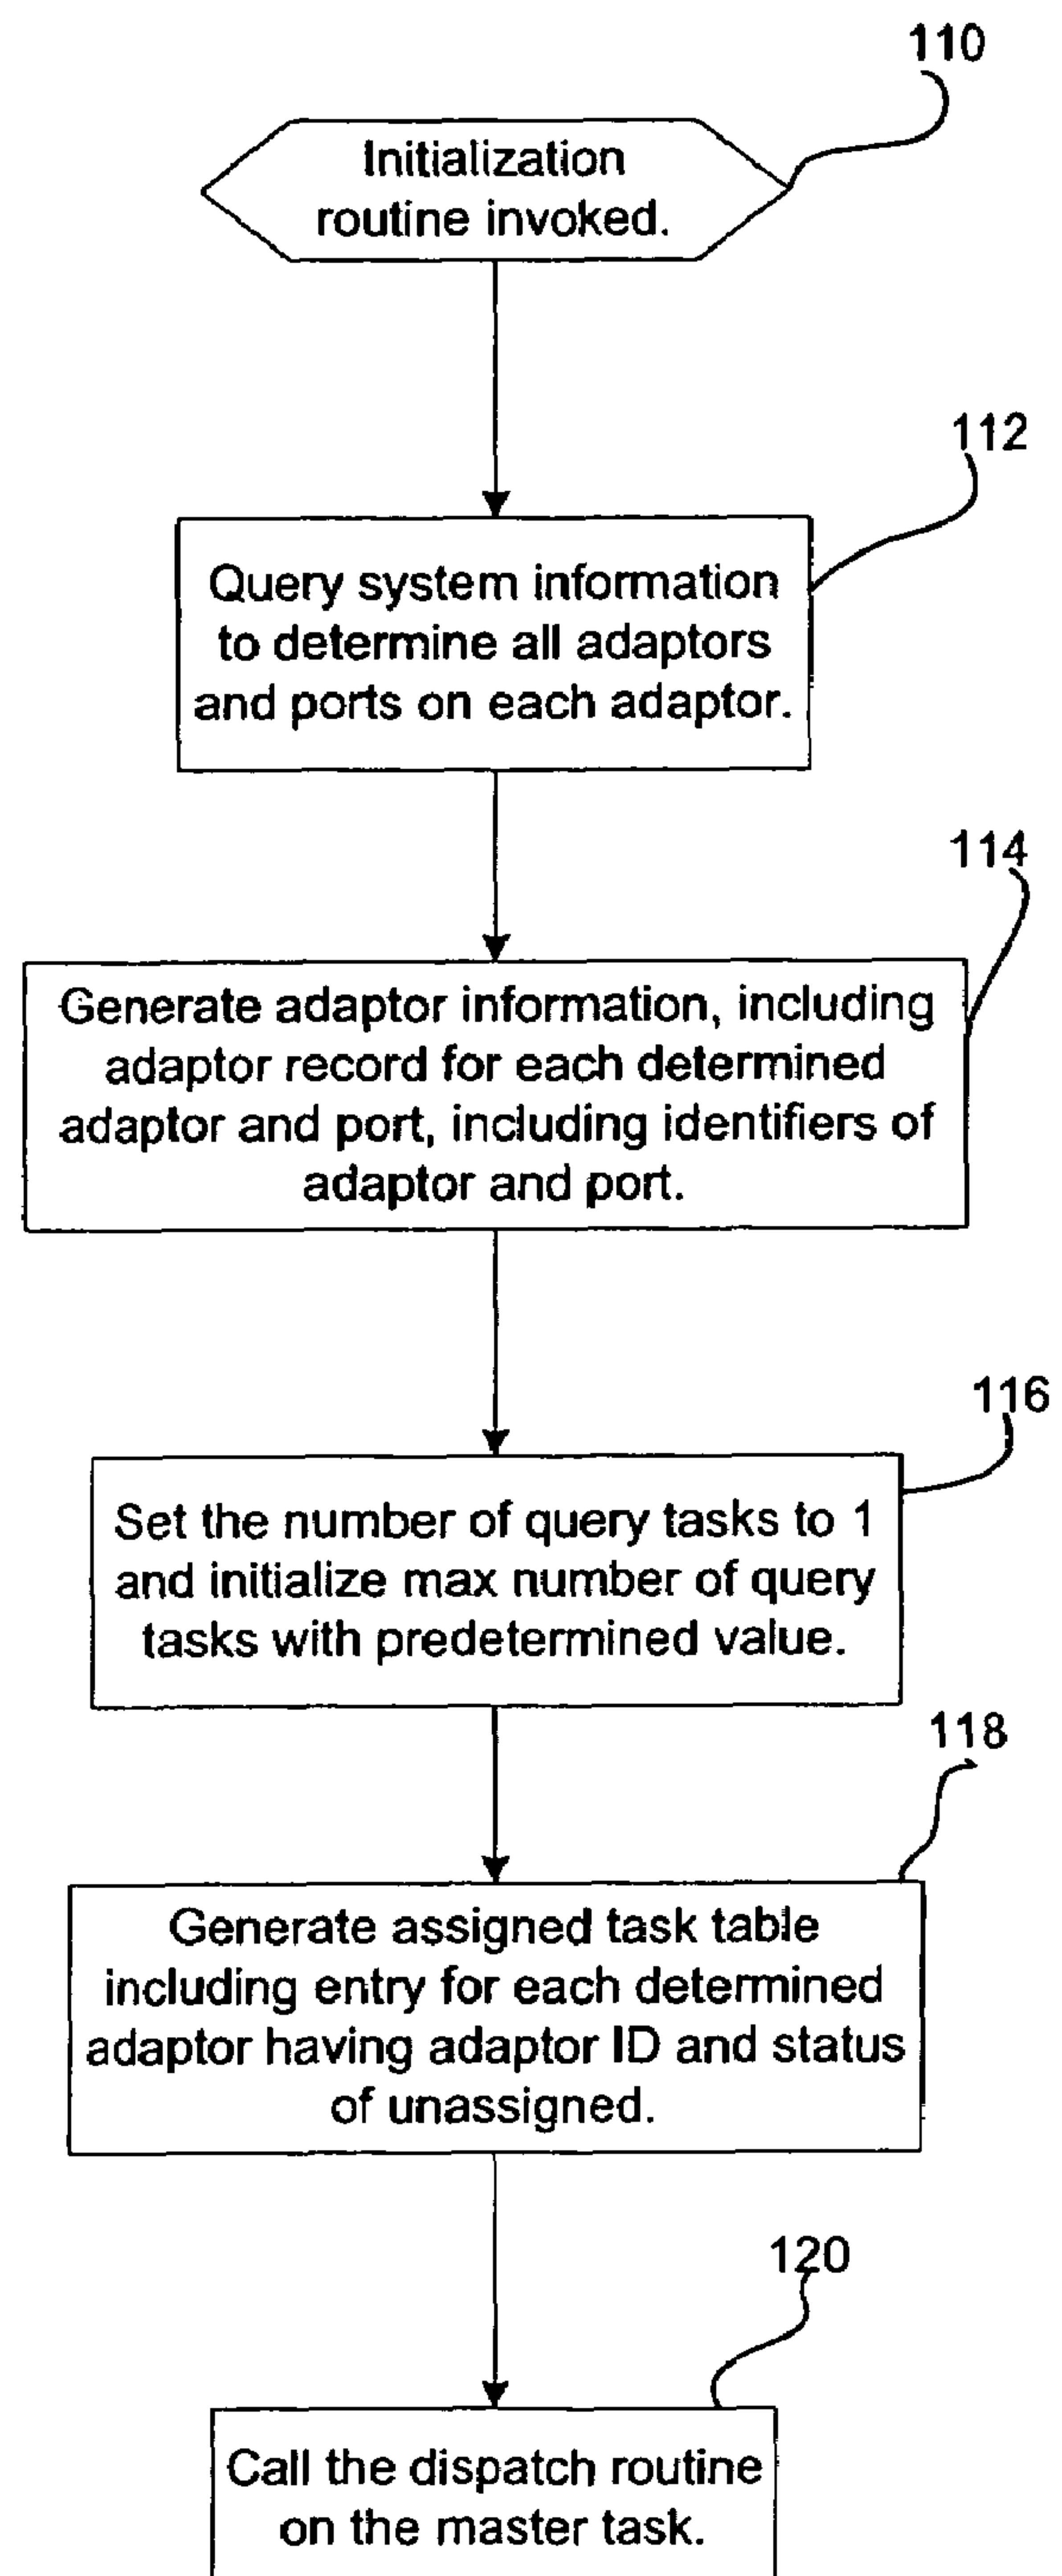 110
Initialization
routine invoked.
112
Query system information
to determine all adaptors
and ports on each adaptor.
114
Generate adaptor information, including
adaptor record for each determined
adaptor and port, including identifiers of
adaptor and port.
116
Set the number of query tasks to 1
and initialize max number of query
tasks with predetermined value.
118
Generate assigned task table
including entry for each determined
adaptor having adaptor ID and status
of unassigned.
120
Call the dispatch routine
on the master task.